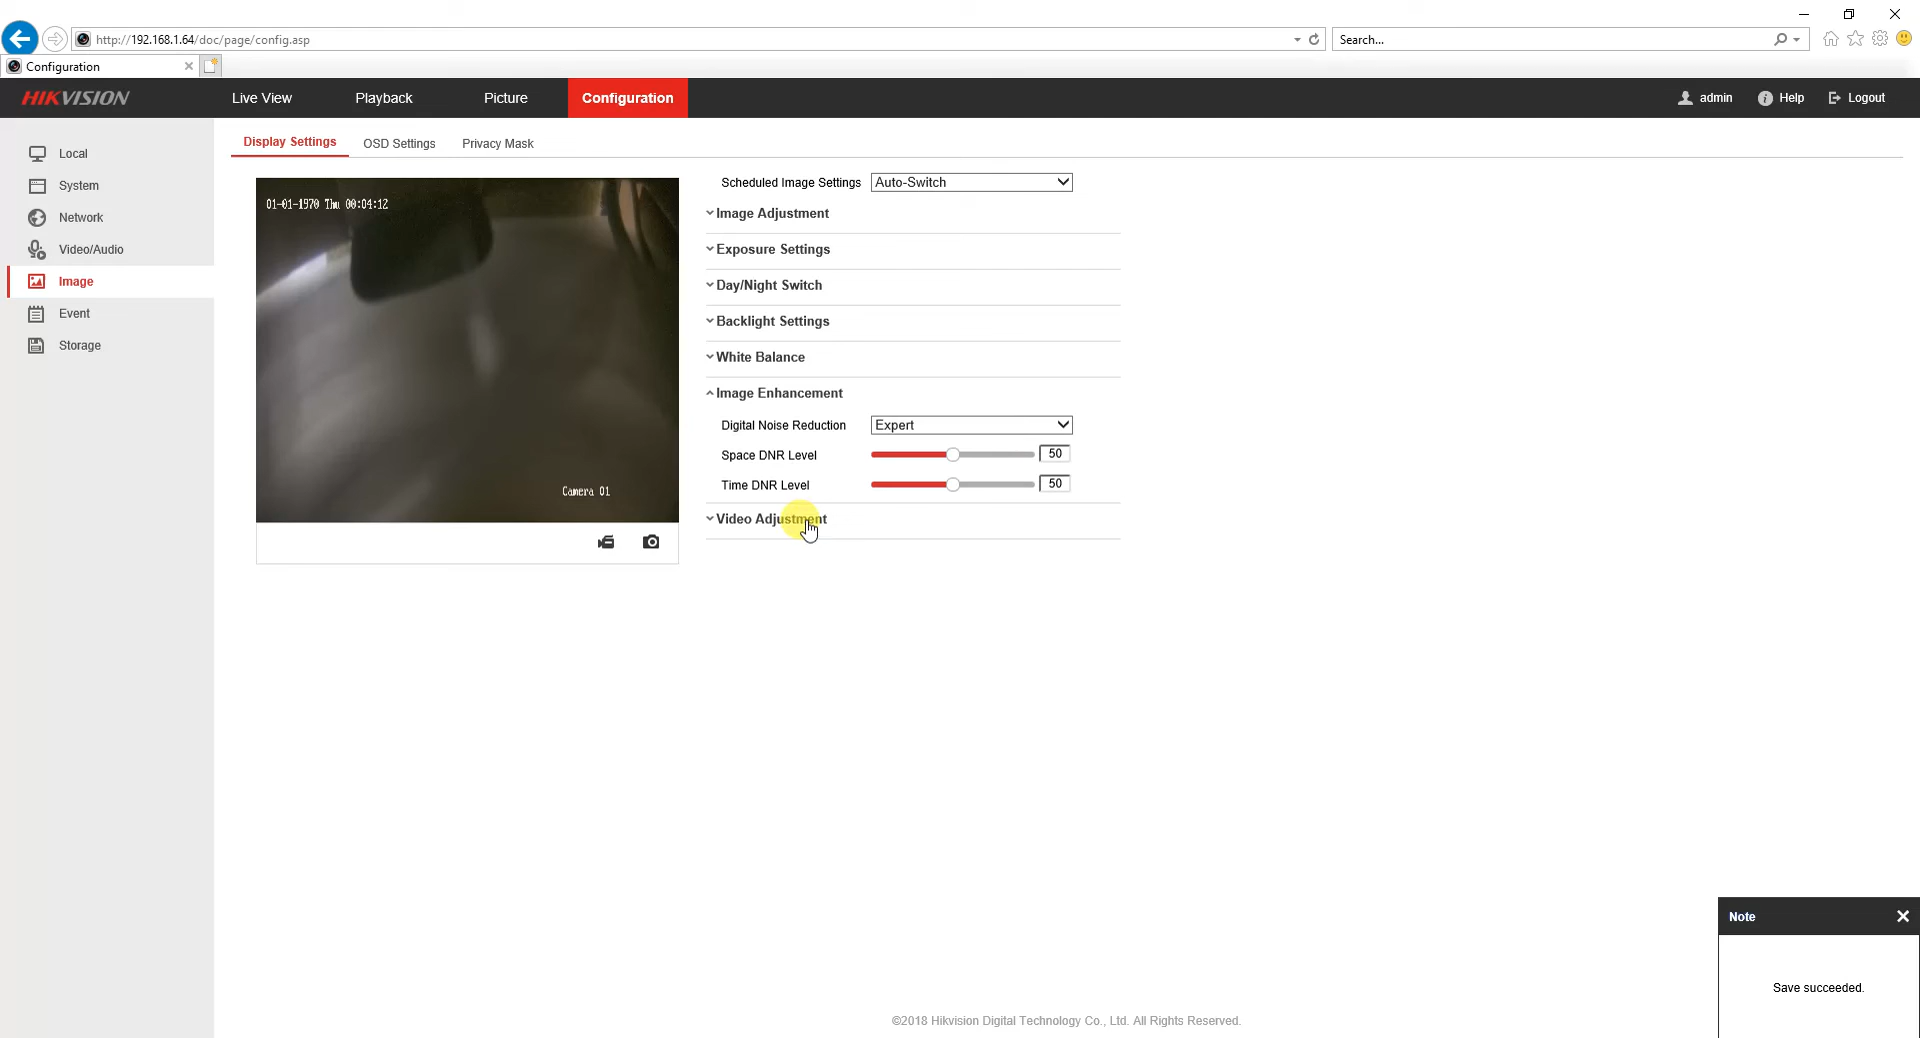 http://192.168.1.64/doc/page/config.asp
Search...
Configuration
HIKVISION
Live View
Playback
Picture
Configuration
admin
Help
Logout
Local
System
Network
Video/Audio
Image
Event
Storage
Display Settings
OSD Settings
Privacy Mask
01-01-1970 Thu 00:04:12
Camera 01
Scheduled Image Settings Auto-Switch
Image Adjustment
Exposure Settings
Day/Night Switch
Backlight Settings
White Balance
Image Enhancement
Digital Noise Reduction Expert
Space DNR Level 50
Time DNR Level 50
Video Adjustment
Note
Save succeeded.
©2018 Hikvision Digital Technology Co., Ltd. All Rights Reserved.